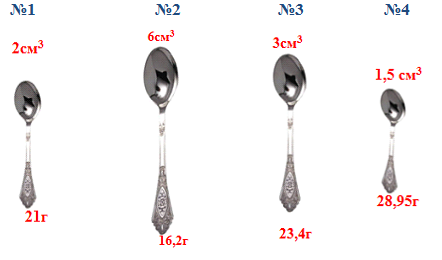 №1 №2 №3 №4
2см³ 6см³ 3см³ 1,5 см³
21г 16,2г 23,4г 28,95г